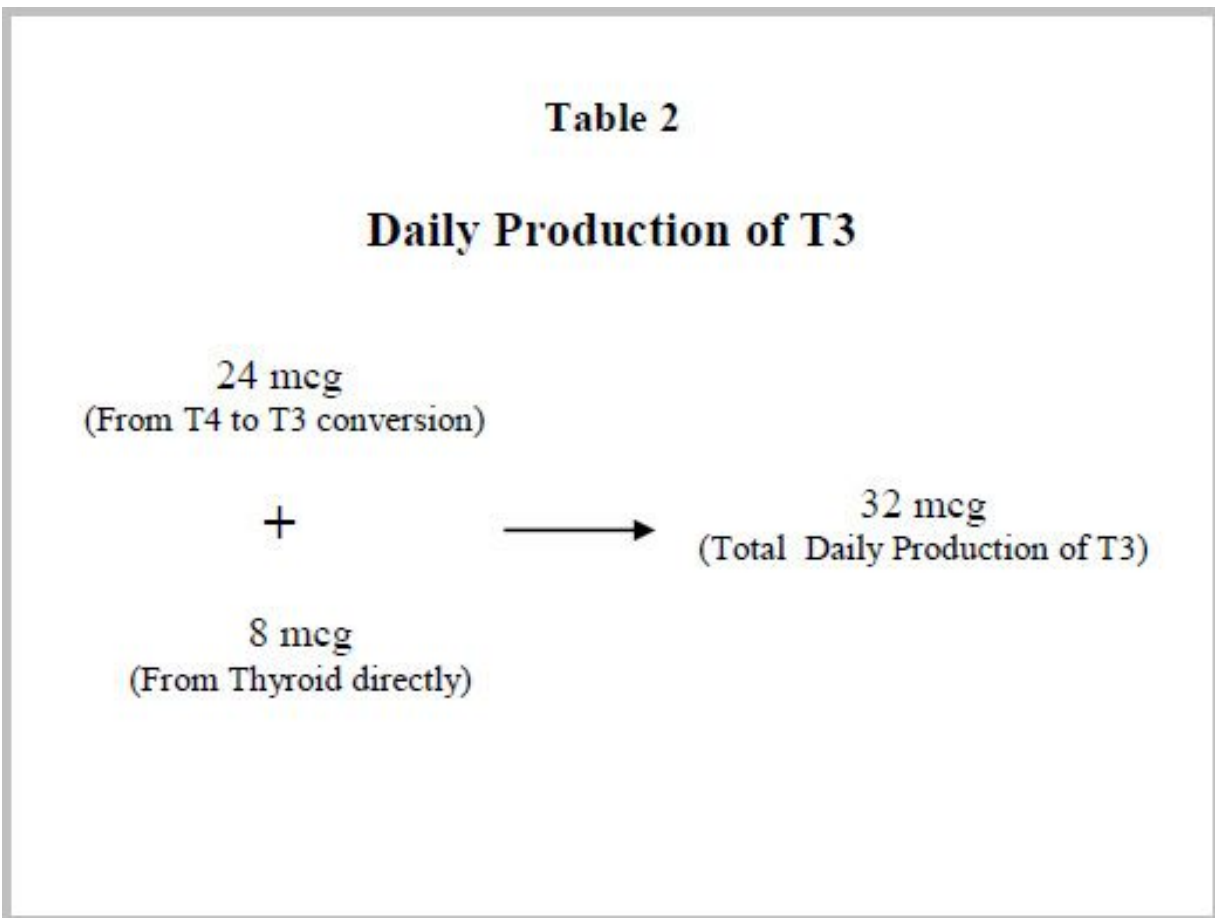 Table 2
Daily Production of T3
24 mcg
(From T4 to T3 conversion)
+
8 mcg
(From Thyroid directly)
32 mcg
(Total Daily Production of T3)